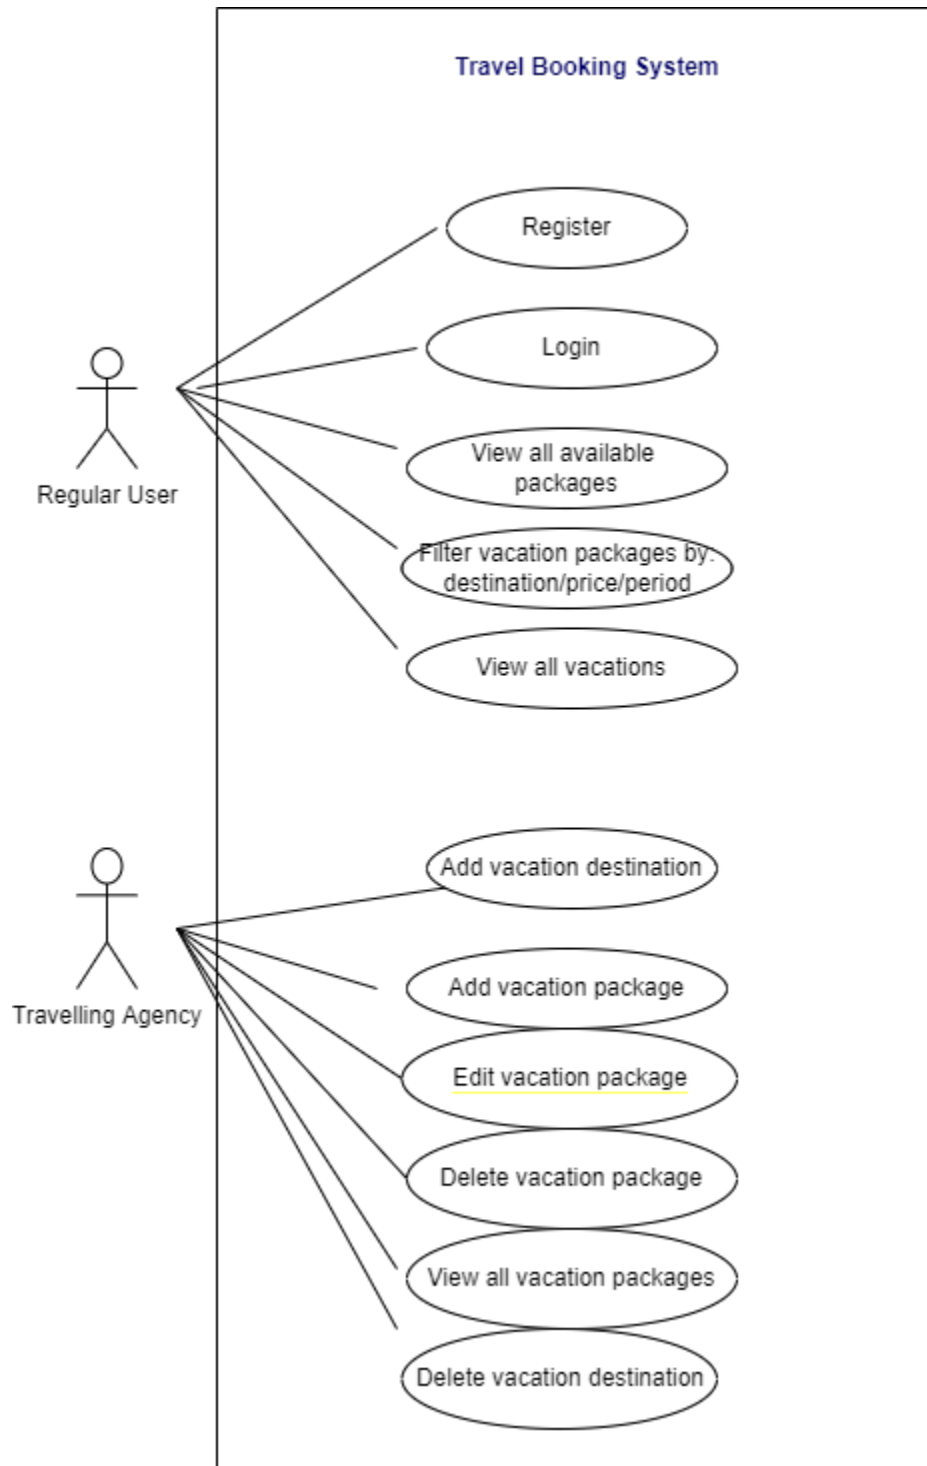 Travel Booking System
Register
Login
View all available
packages
Filter vacation packages by:
destination/price/period
View all vacations
Regular User
Add vacation destination
Add vacation package
Edit vacation package
Delete vacation package
View all vacation packages
Delete vacation destination
Travelling Agency